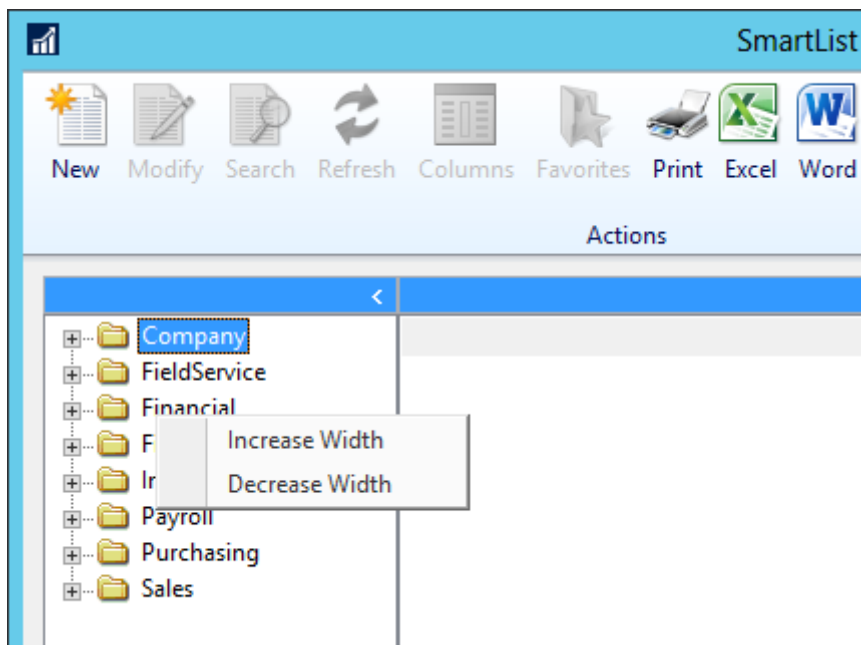 SmartList
New Modify Search Refresh Columns Favorites Print Excel Word
Actions
Company
FieldService
Financial
Increase Width
Decrease Width
Payroll
Purchasing
Sales